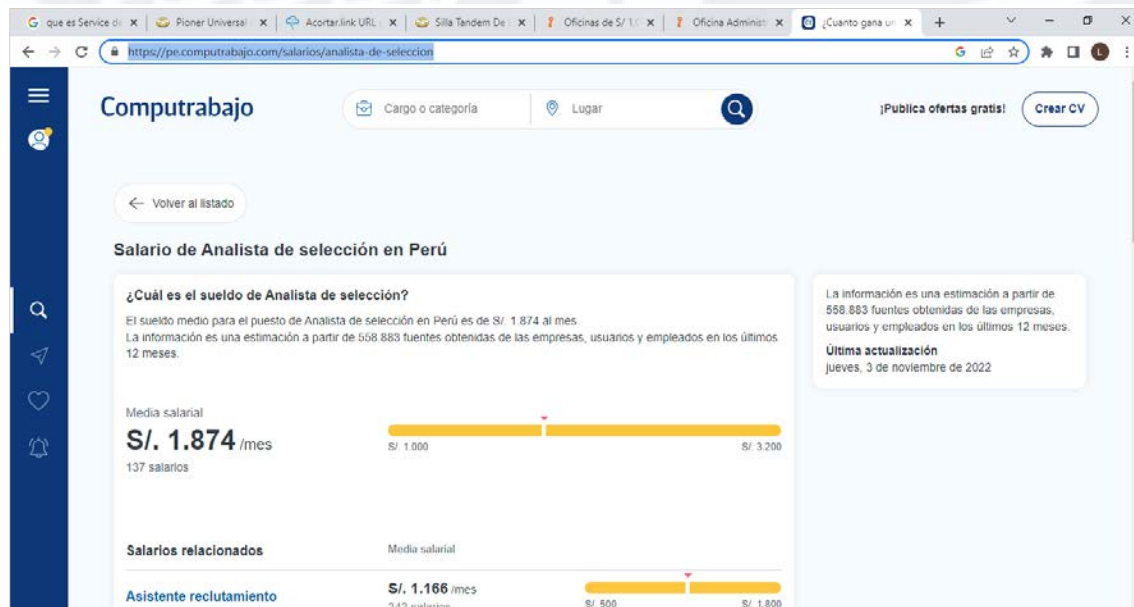 que es Service de
Pioner Universal
Acortar.link URL
Silla Tandem De
Oficinas de S/ 1.0
Oficina Administ
¿Cuanto gana un
https://pe.computrabajo.com/salarios/analista-de-seleccion
L
Computrabajo
Cargo o categoría
Lugar
¡Publica ofertas gratis!
Crear CV
Volver al listado
Salario de Analista de selección en Perú
¿Cuál es el sueldo de Analista de selección?
El sueldo medio para el puesto de Analista de selección en Perú es de S/. 1.874 al mes
La información es una estimación a partir de 558.883 fuentes obtenidas de las empresas, usuarios y empleados en los últimos
12 meses.
La información es una estimación a partir de
558.883 fuentes obtenidas de las empresas,
usuarios y empleados en los últimos 12 meses.
Última actualización
jueves, 3 de noviembre de 2022
Media salarial
S/. 1.874 /mes
137 salarios
S/. 1.000
S/. 3.200
Salarios relacionados
Media salarial
Asistente reclutamiento
S/. 1.166 /mes
S/. 500
S/. 1.800